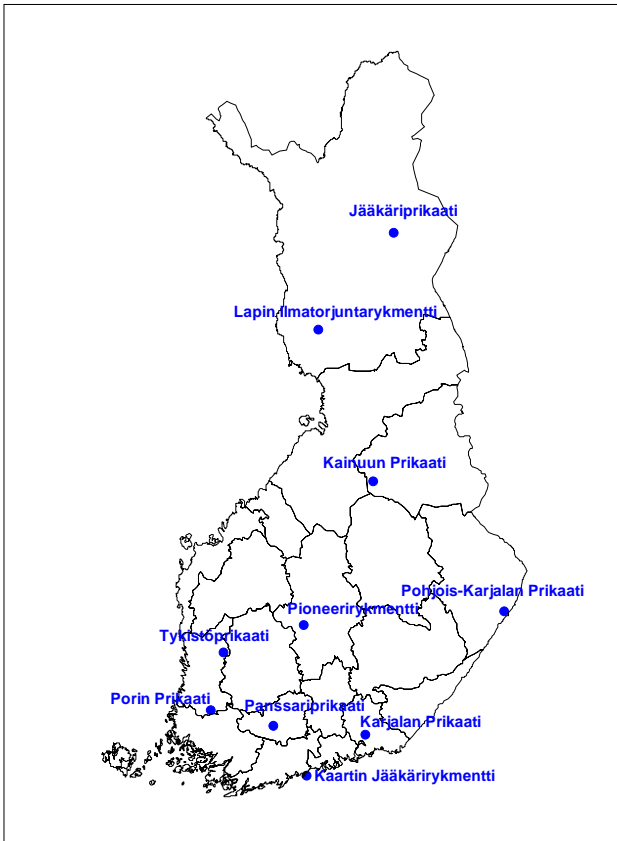 Jääkäriprikaati
Lapin Ilmatorjuntarykmentti
Kainuun Prikaati
Pohjois-Karjalan Prikaati
Pioneerirykmentti
Tykistöprikaati
Porin Prikaati
Panssariprikaati
Karjalan Prikaati
Kaartin Jääkärirykmentti